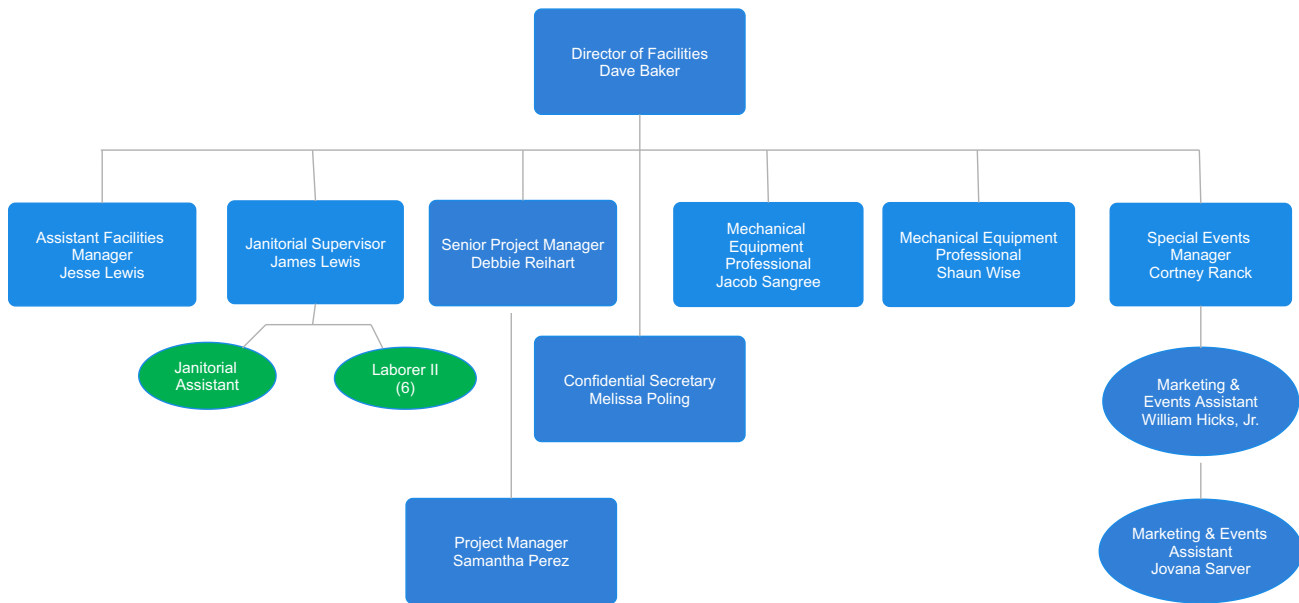 Director of Facilities
Dave Baker
Assistant Facilities
Manager
Jesse Lewis
Janitorial Supervisor
James Lewis
Senior Project Manager
Debbie Reihart
Mechanical
Equipment
Professional
Jacob Sangree
Mechanical Equipment
Professional
Shaun Wise
Special Events
Manager
Cortney Ranck
Janitorial
Assistant
Laborer II
(6)
Confidential Secretary
Melissa Poling
Marketing &
Events Assistant
William Hicks, Jr.
Project Manager
Samantha Perez
Marketing & Events
Assistant
Jovana Sarver